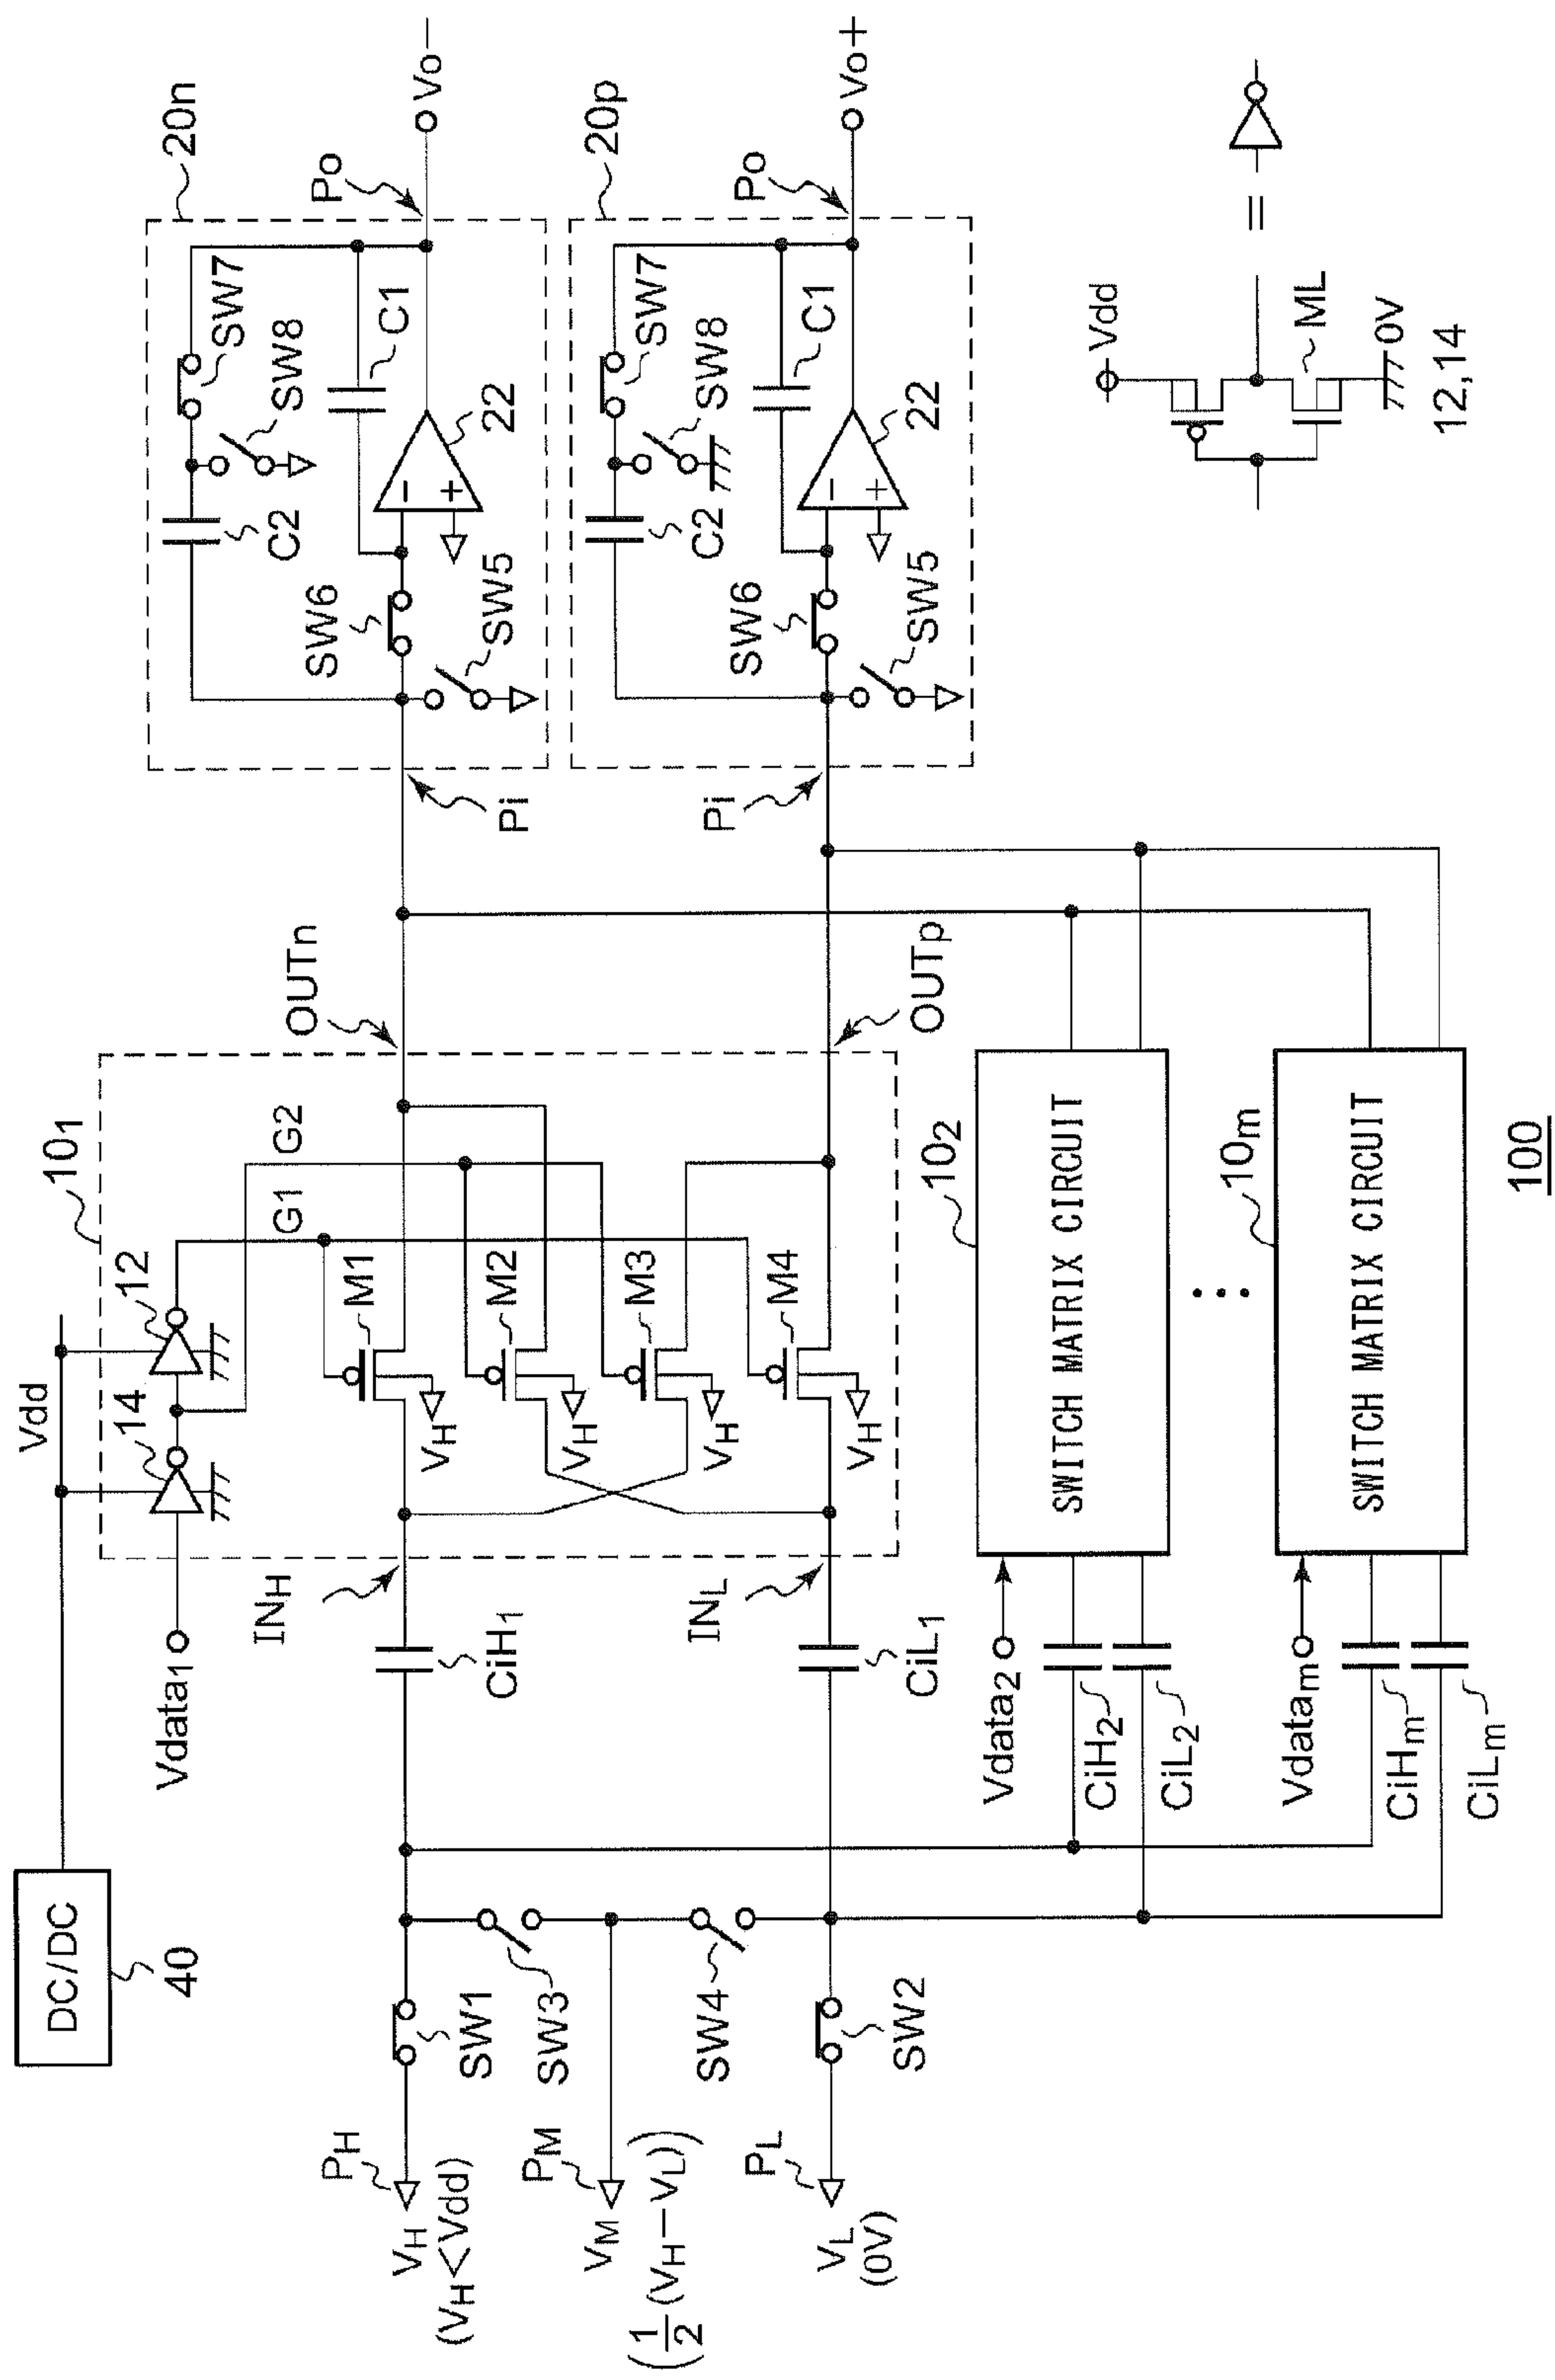 DC/DC
40
Vdd
Vdata1
14
12
101
G1
G2
INH
CiH1
M1
VH
M2
VH
M3
VH
M4
VH
INL
CiL1
OUTn
OUTp
PH
VH
(VH<Vdd)
SW1
SW3
PM
VM
(1/2(VH−VL))
SW4
PL
VL
(0V)
SW2
Vdata2
CiH2
CiL2
102
SWITCH MATRIX CIRCUIT
Vdatam
CiHm
CiLm
10m
SWITCH MATRIX CIRCUIT
Pi
20n
C2
SW7
SW8
C1
SW6
SW5
−
+
22
Po
Vo−
Pi
20p
C2
SW7
SW8
C1
SW6
SW5
−
+
22
Po
Vo+
Vdd
ML
0V
12,14
=
100